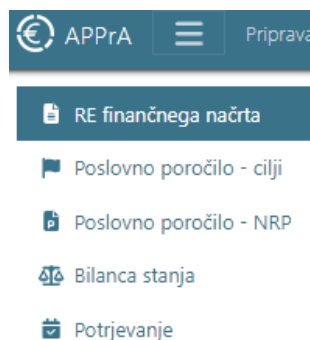 APPrA Priprava
RE finančnega načrta
Poslovno poročilo - cilji
Poslovno poročilo - NRP
Bilanca stanja
Potrjevanje